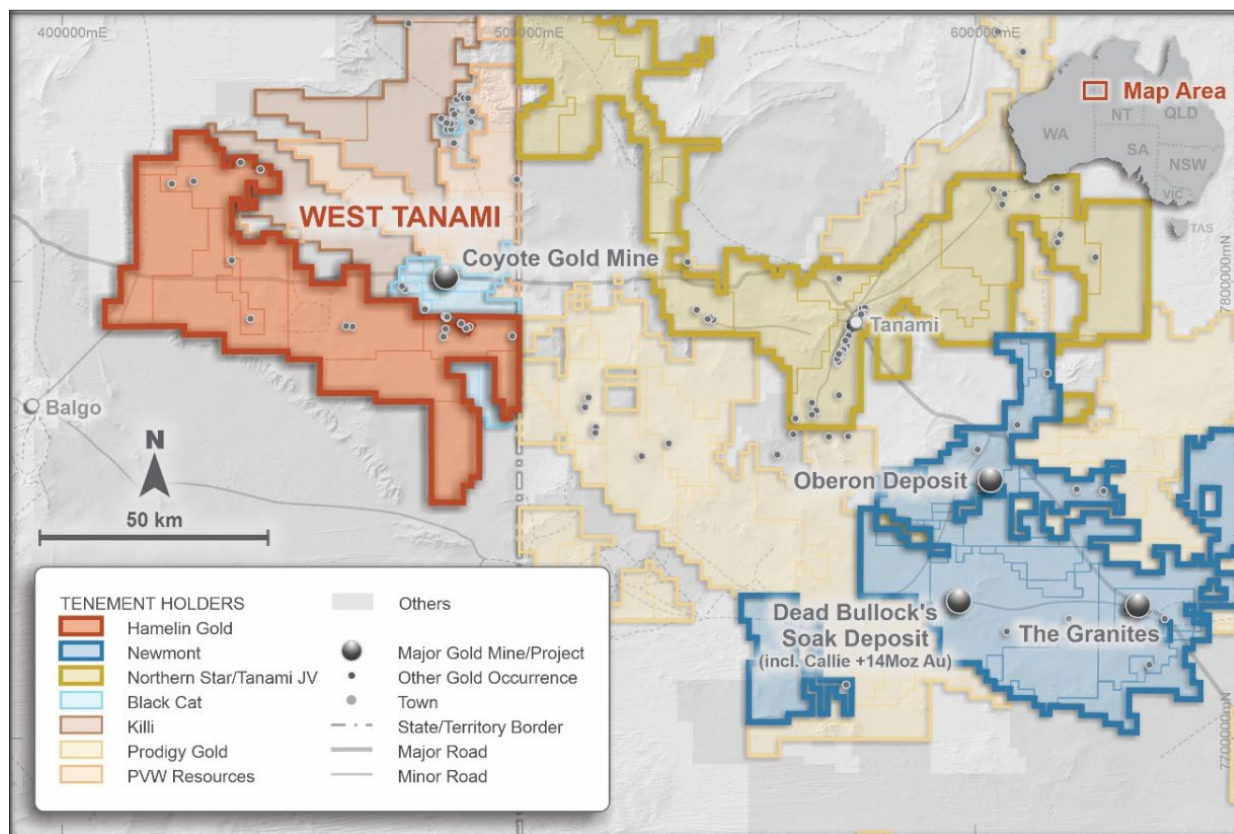 400000mE
500000mE
600000mE
Map Area
WA
NT
QLD
SA
NSW
VIC
TAS
WEST TANAMI
Coyote Gold Mine
7800000mN
Tanami
Balgo
N
50 km
Oberon Deposit
Dead Bullock's
Soak Deposit
(incl. Callie +14Moz Au)
The Granites
7700000mN
TENEMENT HOLDERS
Hamelin Gold
Newmont
Northern Star/Tanami JV
Black Cat
Killi
Prodigy Gold
PVW Resources
Others
Major Gold Mine/Project
Other Gold Occurrence
Town
State/Territory Border
Major Road
Minor Road